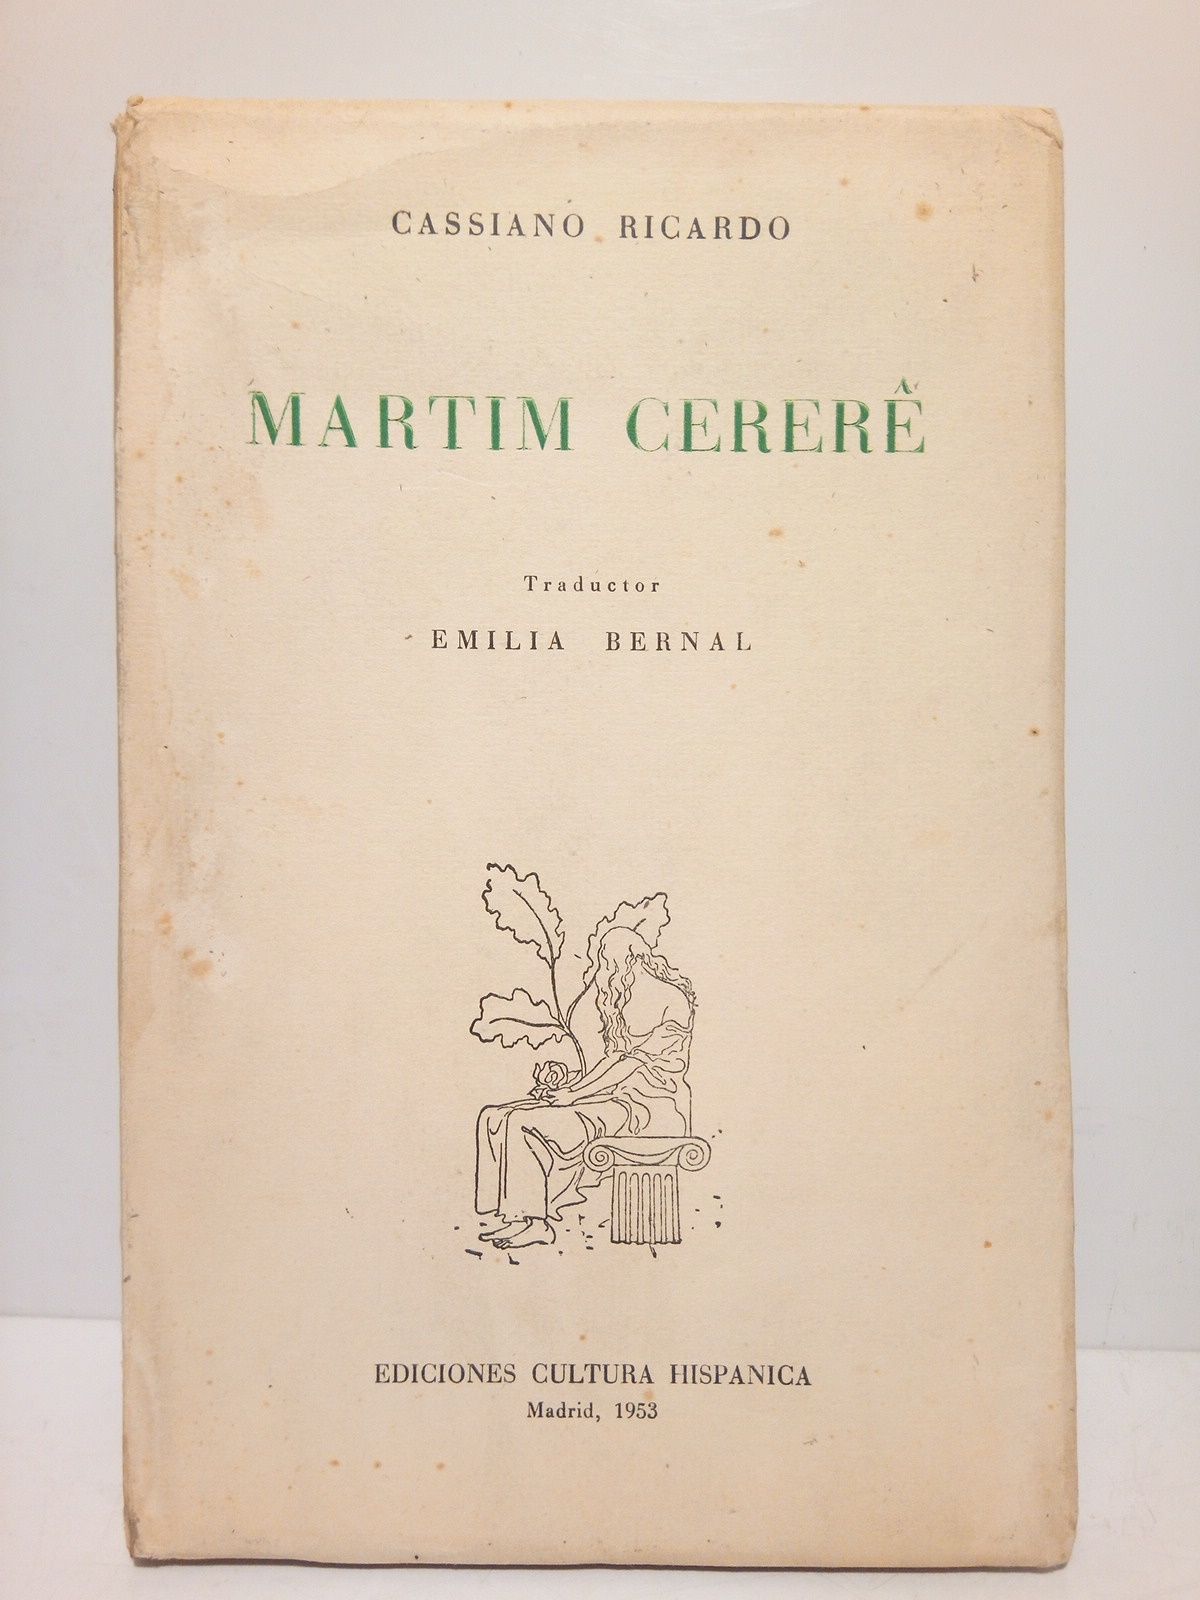 CASSIANO RICARDO
MARTIM CERERÊ
Traductor
EMILIA BERNAL
EDICIONES CULTURA HISPANICA
Madrid, 1953